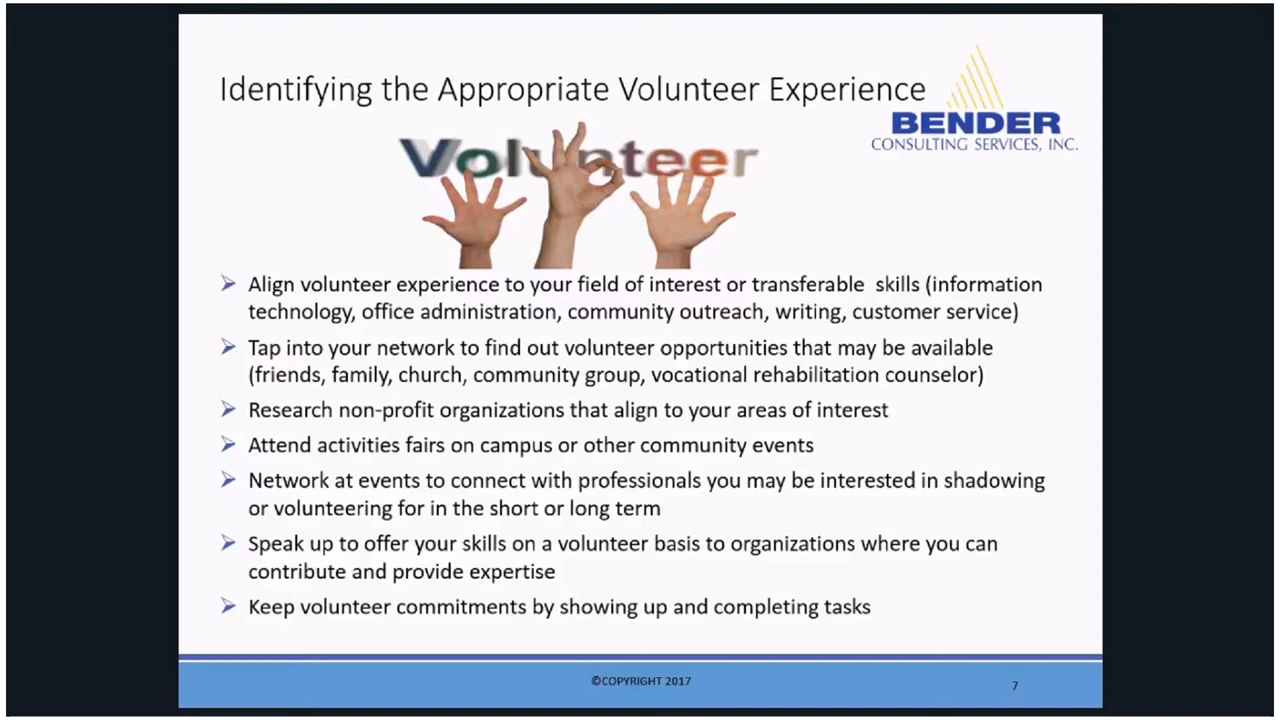 Identifying the Appropriate Volunteer Experience
BENDER
CONSULTING SERVICES, INC.
Volunteer
Align volunteer experience to your field of interest or transferable skills (information
technology, office administration, community outreach, writing, customer service)
Tap into your network to find out volunteer opportunities that may be available
(friends, family, church, community group, vocational rehabilitation counselor)
Research non-profit organizations that align to your areas of interest
Attend activities fairs on campus or other community events
Network at events to connect with professionals you may be interested in shadowing
or volunteering for in the short or long term
Speak up to offer your skills on a volunteer basis to organizations where you can
contribute and provide expertise
Keep volunteer commitments by showing up and completing tasks
©COPYRIGHT 2017
7